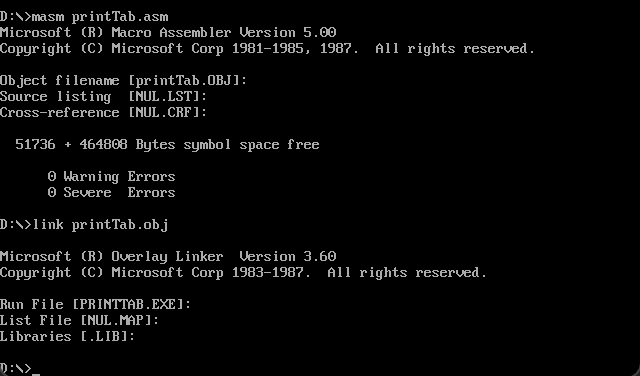 D:\>masm printTab.asm
Microsoft (R) Macro Assembler Version 5.00
Copyright (C) Microsoft Corp 1981-1985, 1987.  All rights reserved.
Object filename [printTab.OBJ]:
Source listing  [NUL.LST]:
Cross-reference [NUL.CRF]:
51736 + 464808 Bytes symbol space free
0 Warning Errors
0 Severe  Errors
D:\>link printTab.obj
Microsoft (R) Overlay Linker  Version 3.60
Copyright (C) Microsoft Corp 1983-1987.  All rights reserved.
Run File [PRINTTAB.EXE]:
List File [NUL.MAP]:
Libraries [.LIB]:
D:\>_